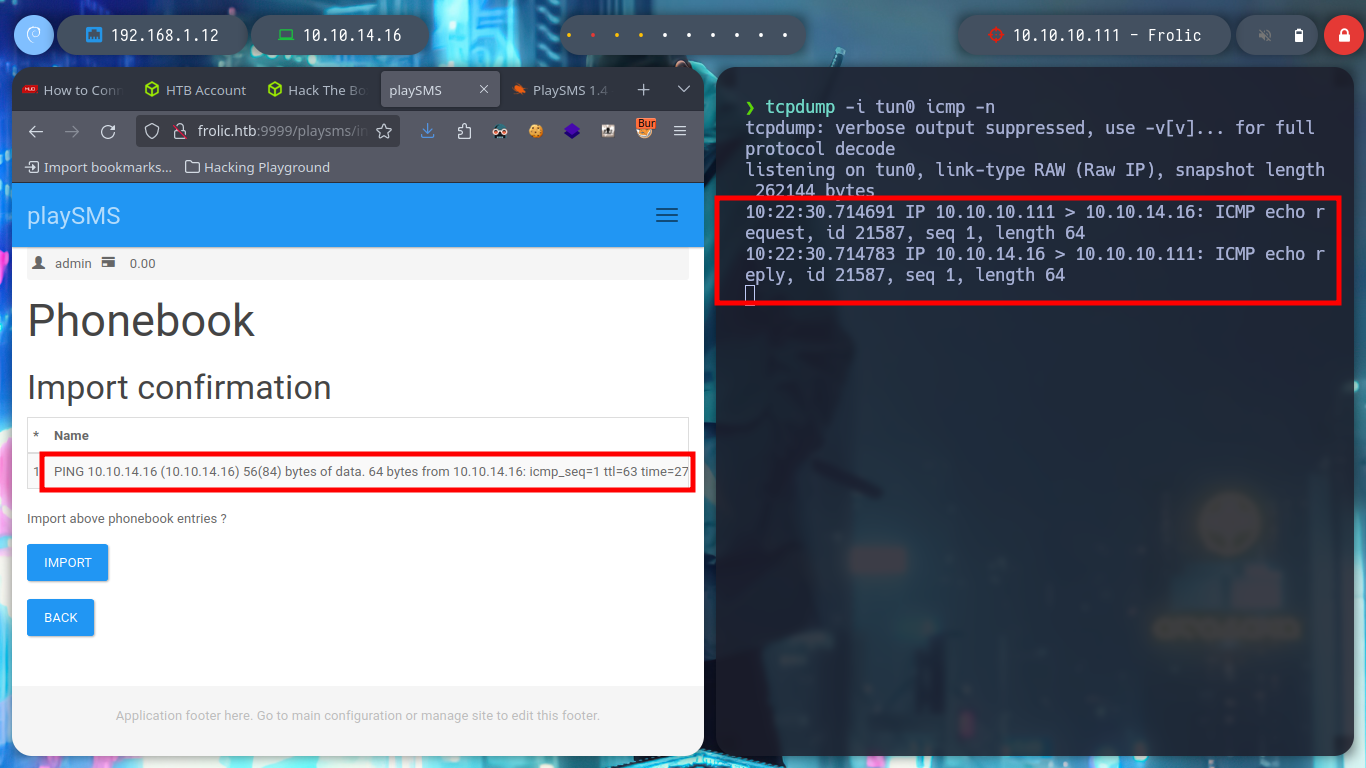 192.168.1.12
10.10.14.16
10.10.10.111 - Frolic
How to Conn
HTB Account
Hack The Bo
playSMS
PlaySMS 1.4
frolic.htb:9999/playsms/in
Bur
Import bookmarks...
Hacking Playground
playSMS
admin 0.00
Phonebook
Import confirmation
* Name
1 PING 10.10.14.16 (10.10.14.16) 56(84) bytes of data. 64 bytes from 10.10.14.16: icmp_seq=1 ttl=63 time=27
Import above phonebook entries ?
IMPORT
BACK
Application footer here. Go to main configuration or manage site to edit this footer.
❯ tcpdump -i tun0 icmp -n
tcpdump: verbose output suppressed, use -v[v]... for full
protocol decode
listening on tun0, link-type RAW (Raw IP), snapshot length
262144 bytes
10:22:30.714691 IP 10.10.10.111 > 10.10.14.16: ICMP echo r
equest, id 21587, seq 1, length 64
10:22:30.714783 IP 10.10.14.16 > 10.10.10.111: ICMP echo r
eply, id 21587, seq 1, length 64